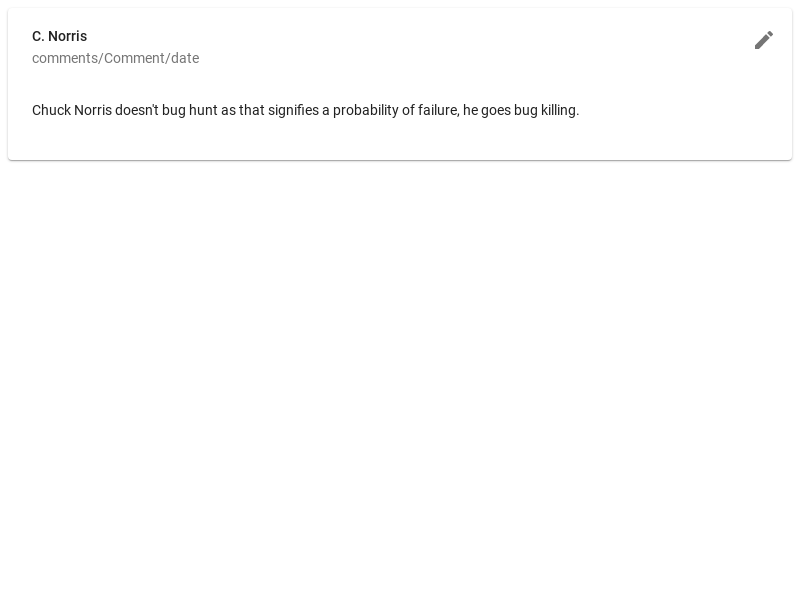 C. Norris
comments/Comment/date
Chuck Norris doesn't bug hunt as that signifies a probability of failure, he goes bug killing.